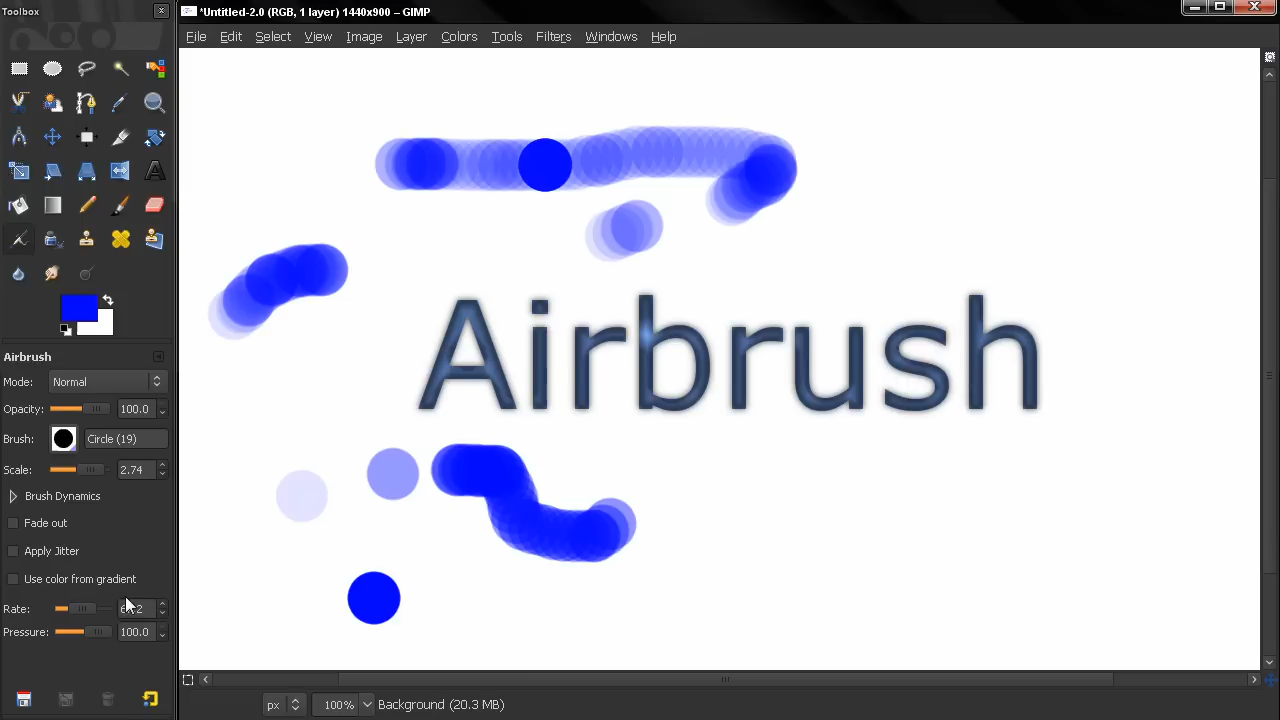 Toolbox
*Untitled-2.0 (RGB, 1 layer) 1440x900 – GIMP
File Edit Select View Image Layer Colors Tools Filters Windows Help
Airbrush
Airbrush
Mode: Normal
Opacity: 100.0
Brush: Circle (19)
Scale: 2.74
Brush Dynamics
Fade out
Apply Jitter
Use color from gradient
Rate:
Pressure: 100.0
px 100% Background (20.3 MB)